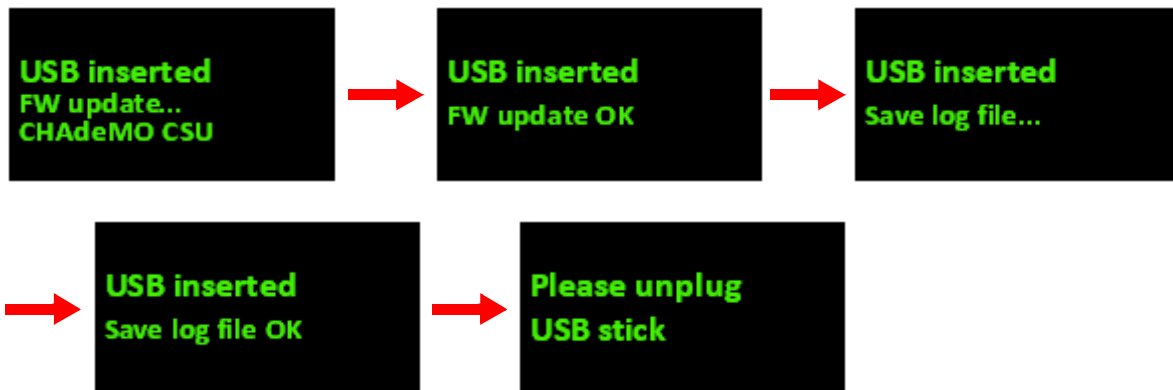 USB inserted
FW update...
CHAdeMO CSU
USB inserted
FW update OK
USB inserted
Save log file...
USB inserted
Save log file OK
Please unplug
USB stick